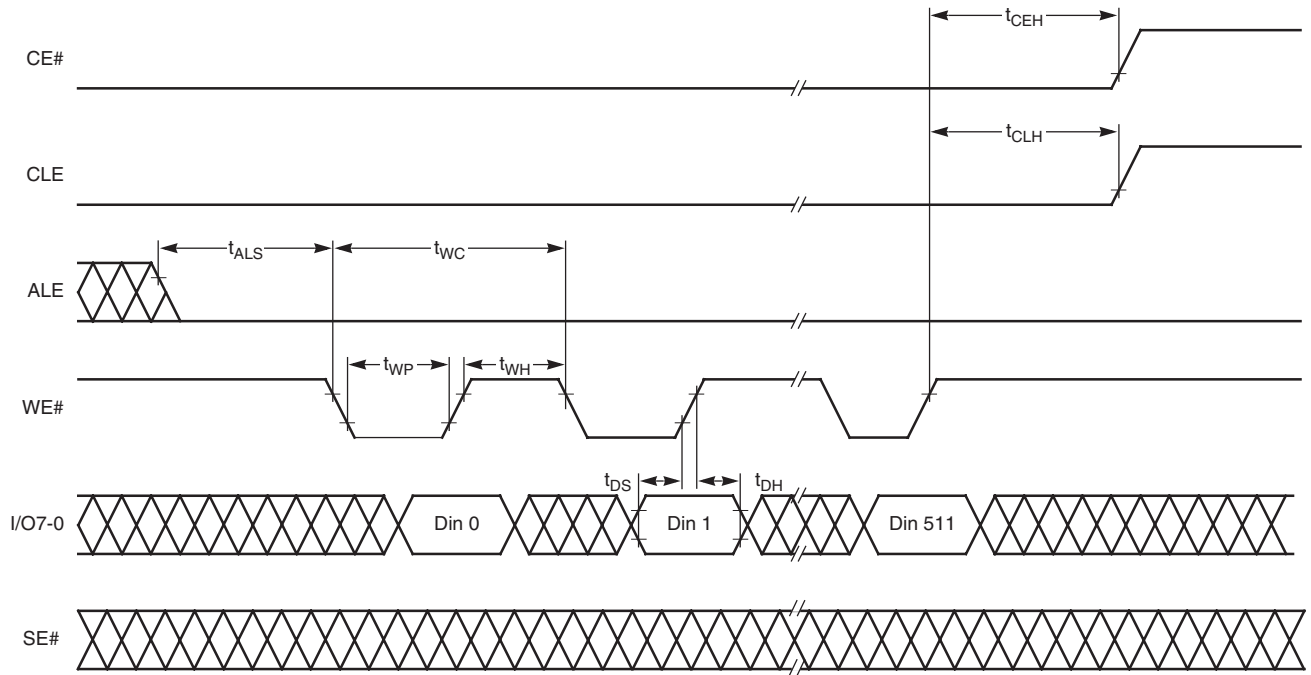 tCEH
CE#
tCLH
CLE
tALS
tWC
ALE
tWP
tWH
WE#
tDS
tDH
I/O7-0
Din 0
Din 1
Din 511
SE#